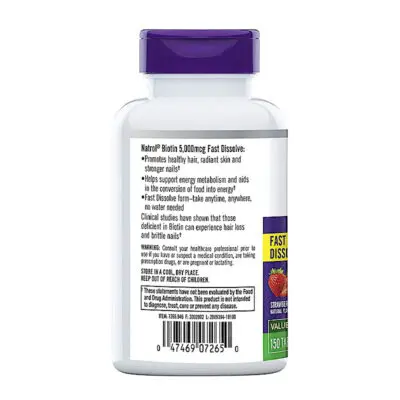 Natrol® Biotin 5,000mcg Fast Dissolve:
•Promotes healthy hair, radiant skin and
stronger nails†
•Helps support energy metabolism and aids
in the conversion of food into energy†
•Fast Dissolve form—take anytime, anywhere,
no water needed
Clinical studies have shown that those
deficient in Biotin can experience hair loss
and brittle nails†
WARNING: Consult your healthcare professional prior to
use if you have or suspect a medical condition, are taking
prescription drugs, or are pregnant or lactating.
STORE IN A COOL, DRY PLACE.
KEEP OUT OF REACH OF CHILDREN.
†These statements have not been evaluated by the Food
and Drug Administration. This product is not intended
to diagnose, treat, cure or prevent any disease.
0 47469 07265 0
FAST
DISSO
STRAWBE
NATURAL FL
VALUE
150 TA